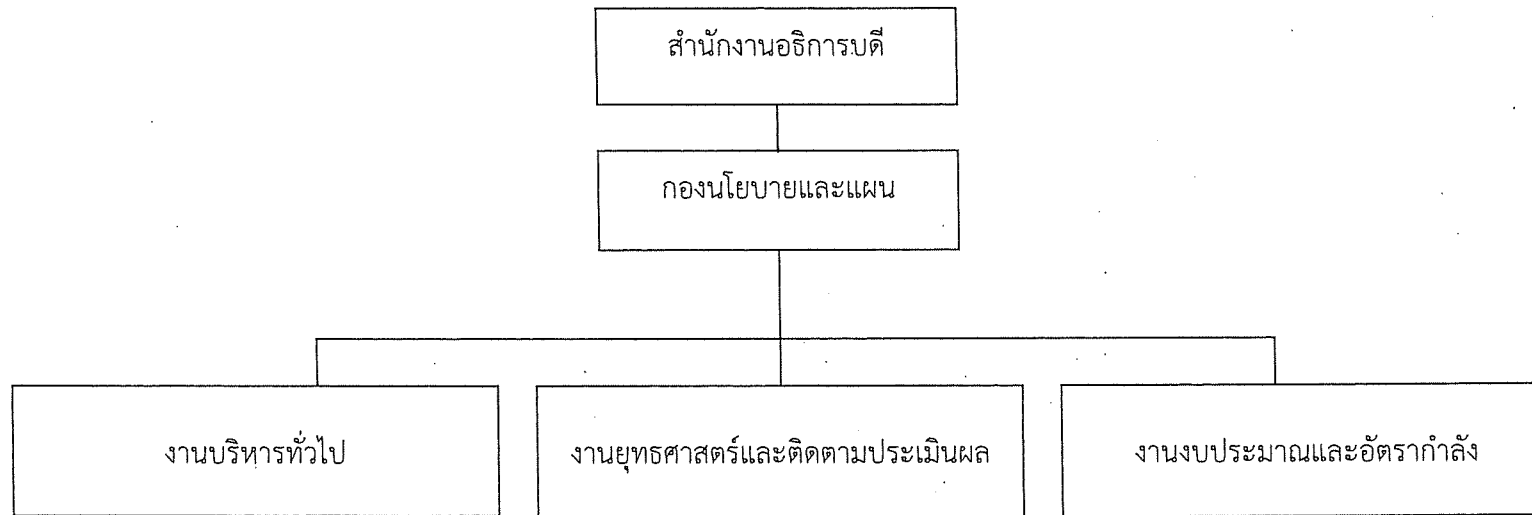 สำนักงานอธิการบดี
กองนโยบายและแผน
งานบริหารทั่วไป
งานยุทธศาสตร์และติดตามประเมินผล
งานงบประมาณและอัตรากำลัง